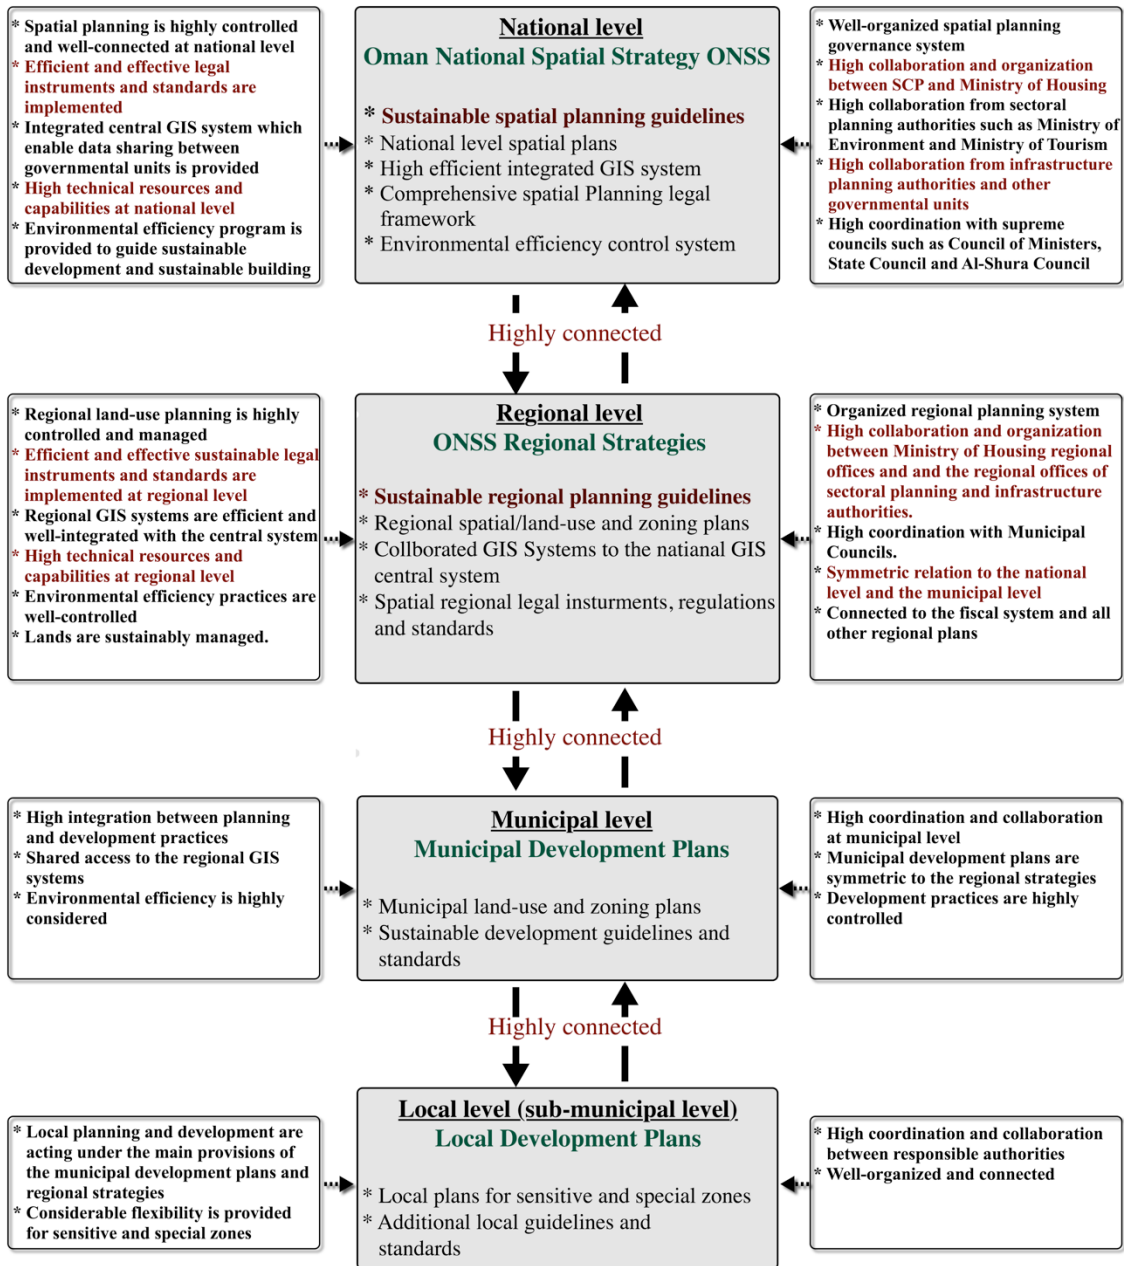 * Spatial planning is highly controlled
and well-connected at national level
* Efficient and effective legal
instruments and standards are
implemented
* Integrated central GIS system which
enable data sharing between
governmental units is provided
* High technical resources and
capabilities at national level
* Environmental efficiency program is
provided to guide sustainable
development and sustainable building
National level
Oman National Spatial Strategy ONSS
* Sustainable spatial planning guidelines
* National level spatial plans
* High efficient integrated GIS system
* Comprehensive spatial Planning legal
framework
* Environmental efficiency control system
* Well-organized spatial planning
governance system
* High collaboration and organization
between SCP and Ministry of Housing
* High collaboration from sectoral
planning authorities such as Ministry of
Environment and Ministry of Tourism
* High collaboration from infrastructure
planning authorities and other
governmental units
* High coordination with supreme
councils such as Council of Ministers,
State Council and Al-Shura Council
Highly connected
* Regional land-use planning is highly
controlled and managed
* Efficient and effective sustainable legal
instruments and standards are
implemented at regional level
* Regional GIS systems are efficient and
well-integrated with the central system
* High technical resources and
capabilities at regional level
* Environmental efficiency practices are
well-controlled
* Lands are sustainably managed.
Regional level
ONSS Regional Strategies
* Sustainable regional planning guidelines
* Regional spatial/land-use and zoning plans
* Collborated GIS Systems to the natianal GIS
central system
* Spatial regional legal insturments, regulations
and standards
* Organized regional planning system
* High collaboration and organization
between Ministry of Housing regional
offices and and the regional offices of
sectoral planning and infrastructure
authorities.
* High coordination with Municipal
Councils.
* Symmetric relation to the national
level and the municipal level
* Connected to the fiscal system and all
other regional plans
Highly connected
* High integration between planning
and development practices
* Shared access to the regional GIS
systems
* Environmental efficiency is highly
considered
Municipal level
Municipal Development Plans
* Municipal land-use and zoning plans
* Sustainable development guidelines and
standards
* High coordination and collaboration
at municipal level
* Municipal development plans are
symmetric to the regional strategies
* Development practices are highly
controlled
Highly connected
* Local planning and development are
acting under the main provisions of
the municipal development plans and
regional strategies
* Considerable flexibility is provided
for sensitive and special zones
Local level (sub-municipal level)
Local Development Plans
* Local plans for sensitive and special zones
* Additional local guidelines and
standards
* High coordination and collaboration
between responsible authorities
* Well-organized and connected